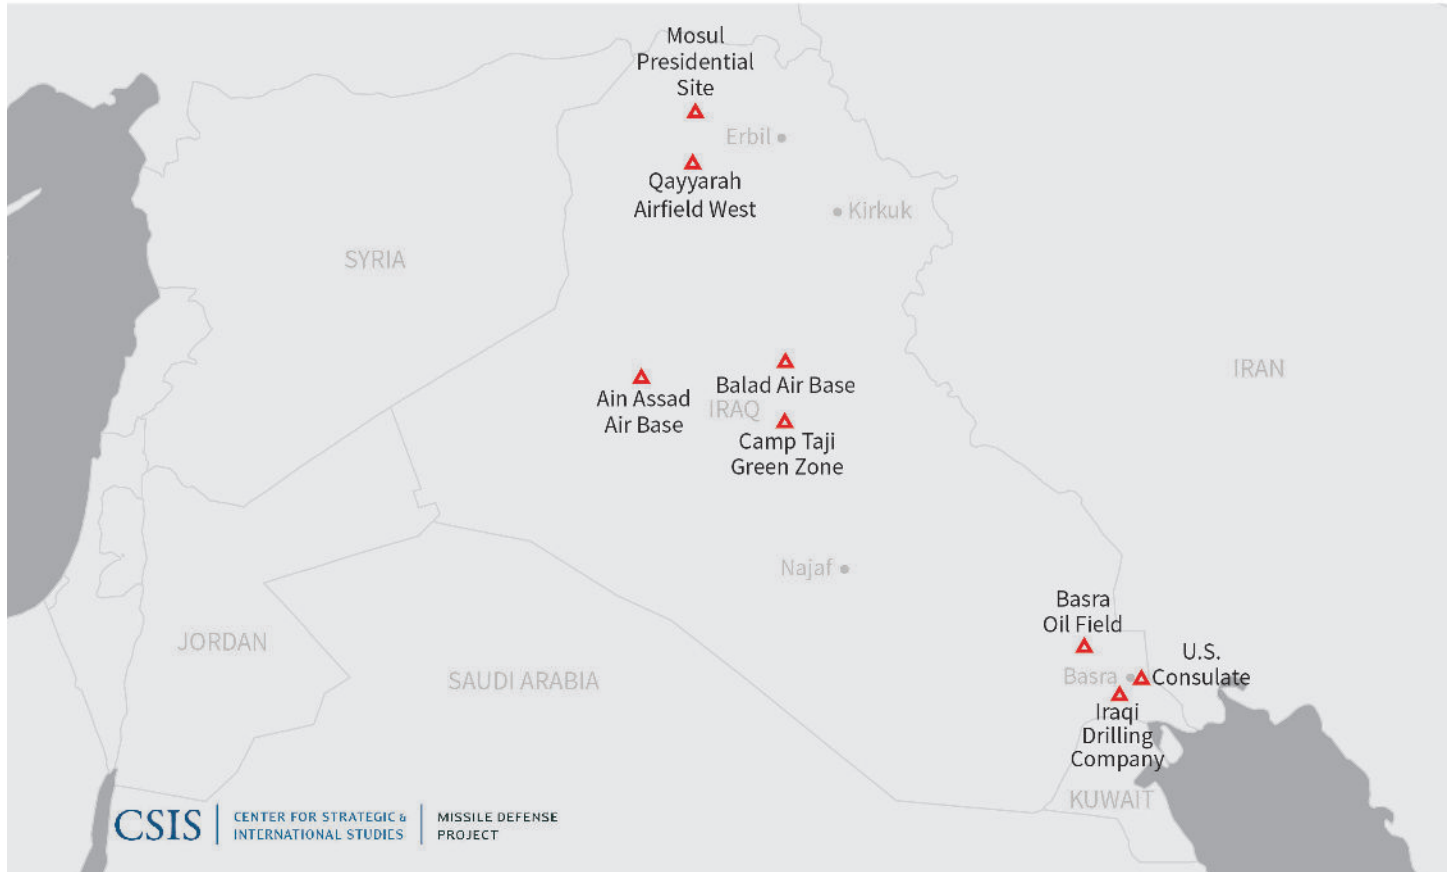 Mosul
Presidential
Site
Erbil
Qayyarah
Airfield West
Kirkuk
SYRIA
IRAN
Ain Assad
Air Base
Balad Air Base
IRAQ
Camp Taji
Green Zone
Najaf
Basra
Oil Field
JORDAN
SAUDI ARABIA
U.S.
Consulate
Basra
Iraqi
Drilling
Company
KUWAIT
CSIS
CENTER FOR STRATEGIC &
INTERNATIONAL STUDIES
MISSILE DEFENSE
PROJECT